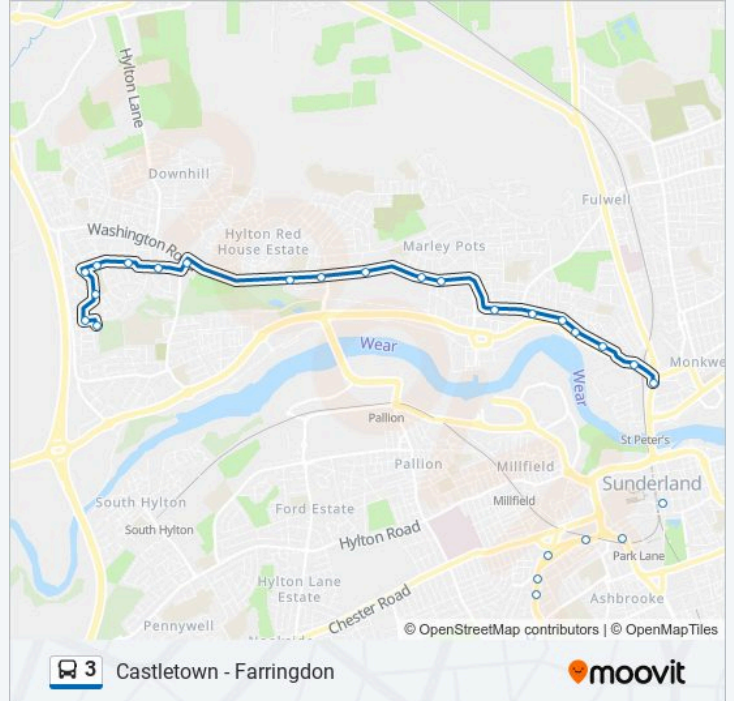 Hylton Lane
Downhill
Fulwell
Washington Ro
Hylton Red
House Estate
Marley Pots
Wear
Monkwe
Wear
Pallion
St Peter's
Pallion
Millfield
Sunderland
South Hylton
Ford Estate
Millfield
South Hylton
Hylton Road
Park Lane
Hylton Lane
Estate
Chester Road
Ashbrooke
Pennywell
© OpenStreetMap contributors | © OpenMapTiles
3 Castletown - Farringdon
moovit